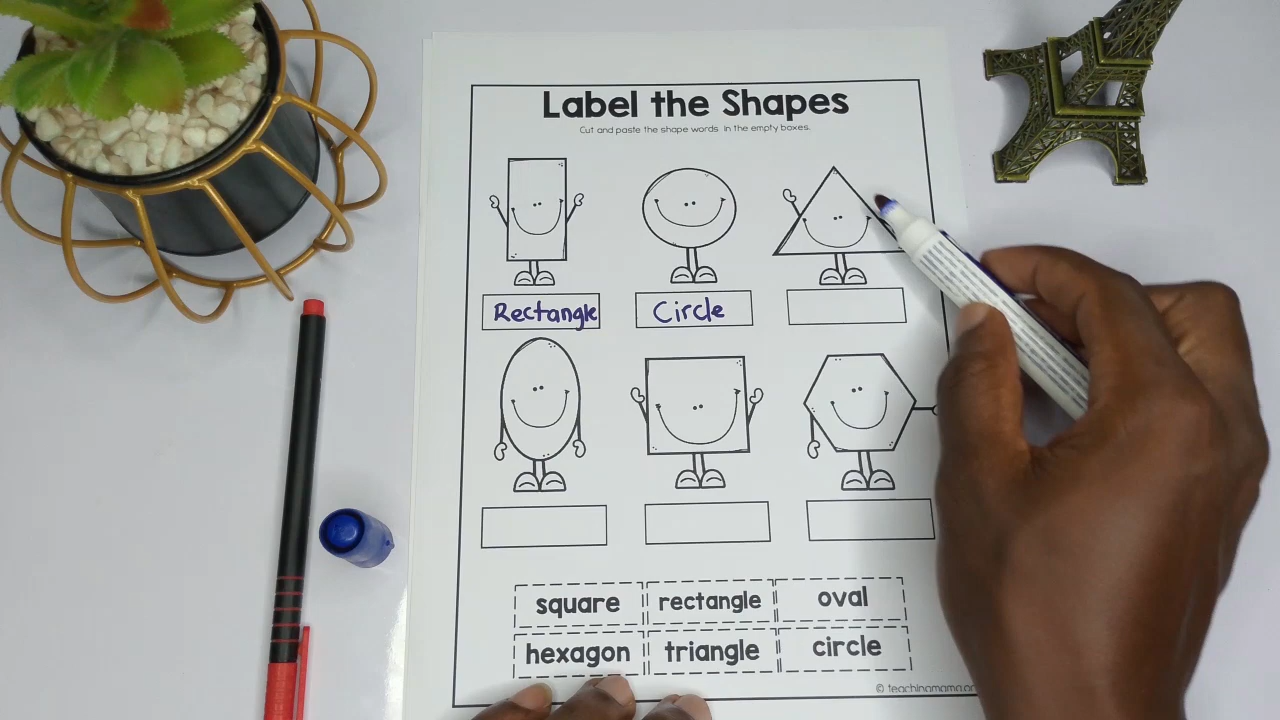 Label the Shapes
Cut and paste the shape words in the empty boxes.
Rectangle Circle
square rectangle oval
hexagon triangle circle